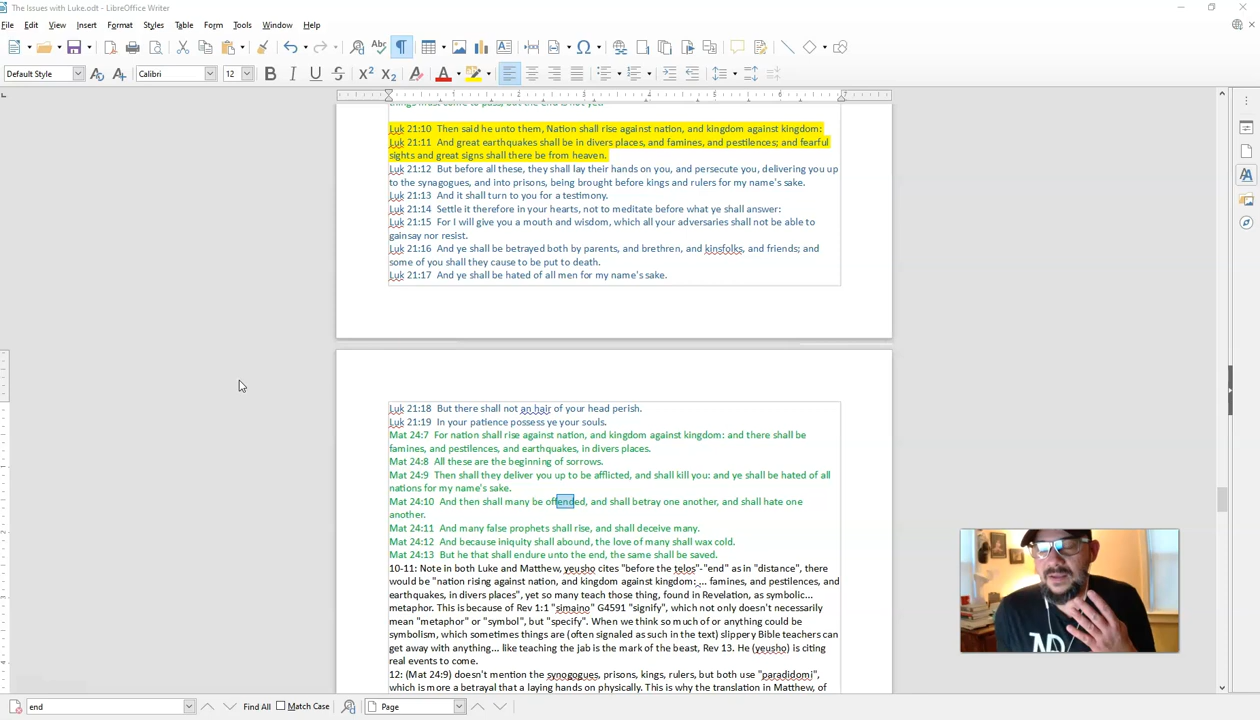 The Issues with Luke.odt - LibreOffice Writer
File Edit View Insert Format Styles Table Form Tools Window Help
Default Style Calibri 12
1 2 3 4 5 6 7
things must come to pass, but the end is not yet.
Luk 21:10 Then said he unto them, Nation shall rise against nation, and kingdom against kingdom:
Luk 21:11 And great earthquakes shall be in divers places, and famines, and pestilences; and fearful
sights and great signs shall there be from heaven.
Luk 21:12 But before all these, they shall lay their hands on you, and persecute you, delivering you up
to the synagogues, and into prisons, being brought before kings and rulers for my name's sake.
Luk 21:13 And it shall turn to you for a testimony.
Luk 21:14 Settle it therefore in your hearts, not to meditate before what ye shall answer:
Luk 21:15 For I will give you a mouth and wisdom, which all your adversaries shall not be able to
gainsay nor resist.
Luk 21:16 And ye shall be betrayed both by parents, and brethren, and kinsfolks, and friends; and
some of you shall they cause to be put to death.
Luk 21:17 And ye shall be hated of all men for my name's sake.
Luk 21:18 But there shall not an hair of your head perish.
Luk 21:19 In your patience possess ye your souls.
Mat 24:7 For nation shall rise against nation, and kingdom against kingdom: and there shall be
famines, and pestilences, and earthquakes, in divers places.
Mat 24:8 All these are the beginning of sorrows.
Mat 24:9 Then shall they deliver you up to be afflicted, and shall kill you: and ye shall be hated of all
nations for my name's sake.
Mat 24:10 And then shall many be offended, and shall betray one another, and shall hate one
another.
Mat 24:11 And many false prophets shall rise, and shall deceive many.
Mat 24:12 And because iniquity shall abound, the love of many shall wax cold.
Mat 24:13 But he that shall endure unto the end, the same shall be saved.
10-11: Note in both Luke and Matthew, yeusho cites "before the telos"-"end" as in "distance", there
would be "nation rising against nation, and kingdom against kingdom: ... famines, and pestilences, and
earthquakes, in divers places", yet so many teach those thing, found in Revelation, as symbolic...
metaphor. This is because of Rev 1:1 "simaino" G4591 "signify", which not only doesn't necessarily
mean "metaphor" or "symbol", but "specify". When we think so much of or anything could be
symbolism, which sometimes things are (often signaled as such in the text) slippery Bible teachers can
get away with anything... like teaching the jab is the mark of the beast, Rev 13. He (yeusho) is citing
real events to come.
12: (Mat 24:9) doesn't mention the synogogues, prisons, kings, rulers, but both use "paradidomi",
which is more a betrayal that a laying hands on physically. This is why the translation in Matthew, of
end Find All Match Case Page